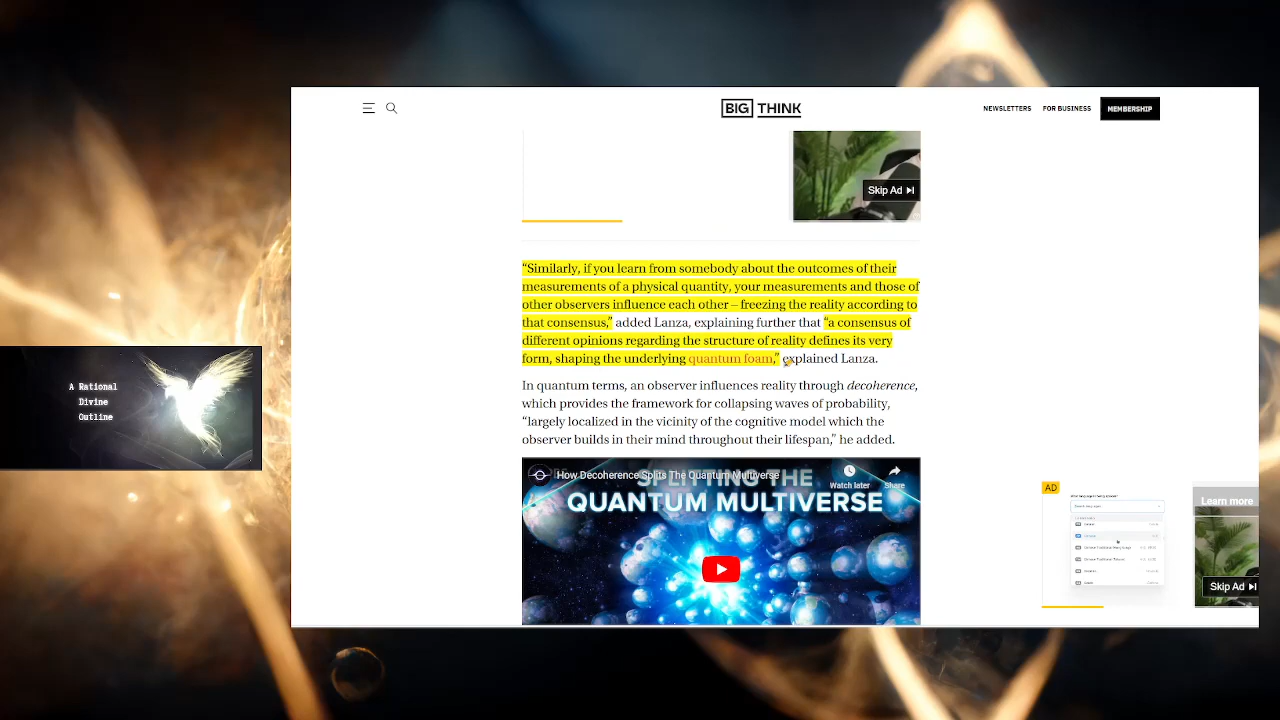 BIG THINK
NEWSLETTERS
FOR BUSINESS
MEMBERSHIP
Skip Ad
“Similarly, if you learn from somebody about the outcomes of their
measurements of a physical quantity, your measurements and those of
other observers influence each other – freezing the reality according to
that consensus,” added Lanza, explaining further that “a consensus of
different opinions regarding the structure of reality defines its very
form, shaping the underlying quantum foam,” explained Lanza.
In quantum terms, an observer influences reality through decoherence,
which provides the framework for collapsing waves of probability,
“largely localized in the vicinity of the cognitive model which the
observer builds in their mind throughout their lifespan,” he added.
A Rational
Divine
Outline
How Decoherence Splits The Quantum Multiverse
Watch later
Share
SPLITTING THE
QUANTUM MULTIVERSE
AD
Learn more
Skip Ad